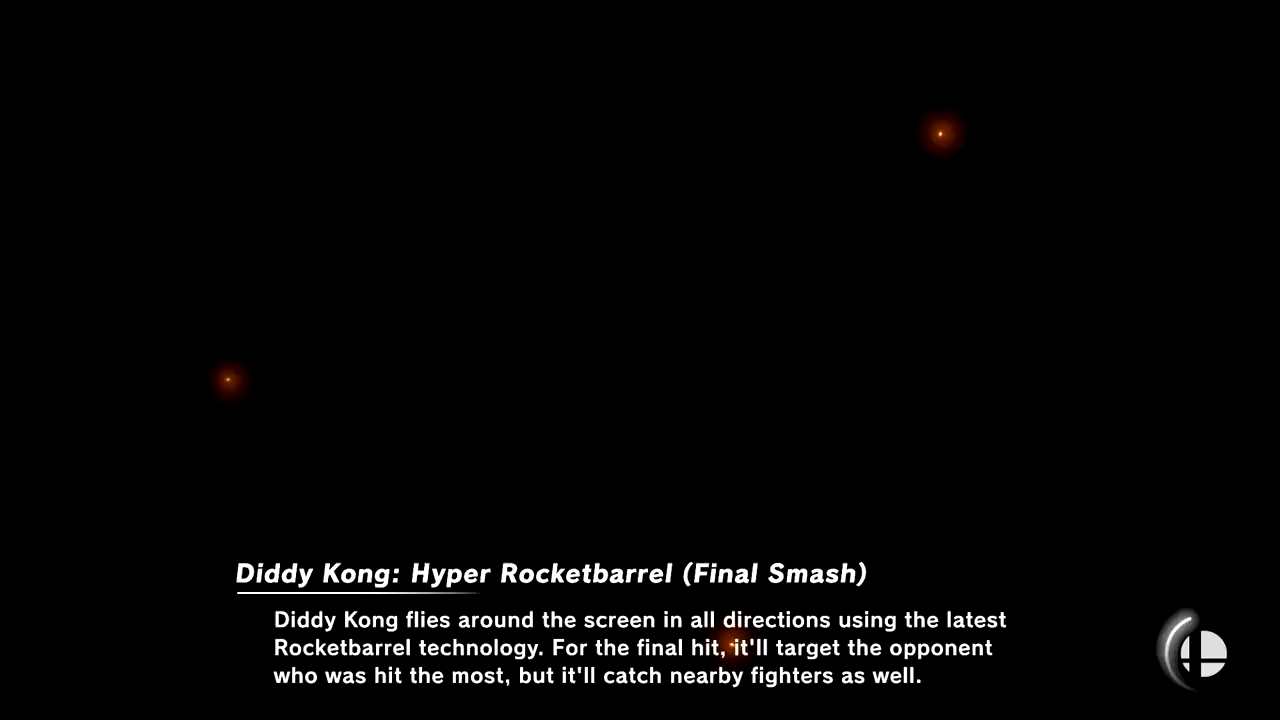 Diddy Kong: Hyper Rocketbarrel (Final Smash)
Diddy Kong flies around the screen in all directions using the latest
Rocketbarrel technology. For the final hit, it'll target the opponent
who was hit the most, but it'll catch nearby fighters as well.